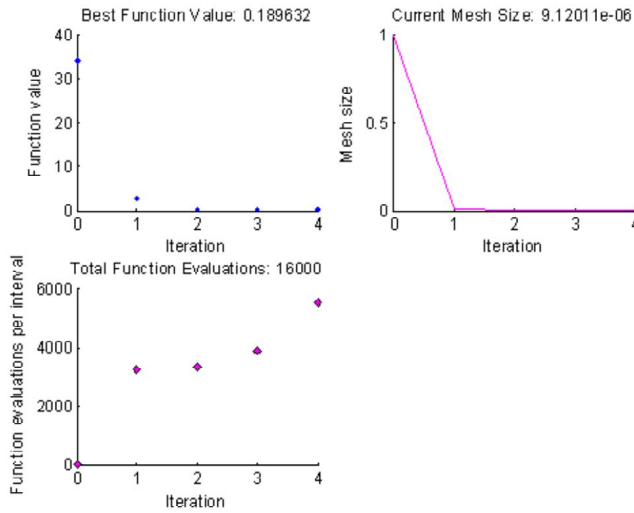 Best Function Value: 0.189632
Function value
40
30
20
10
0
0 1 2 3 4
Iteration
Current Mesh Size: 9.12011e-06
Mesh size
1
0.5
0
0 1 2 3 4
Iteration
Total Function Evaluations: 16000
Function evaluations per interval
6000
4000
2000
0
0 1 2 3 4
Iteration